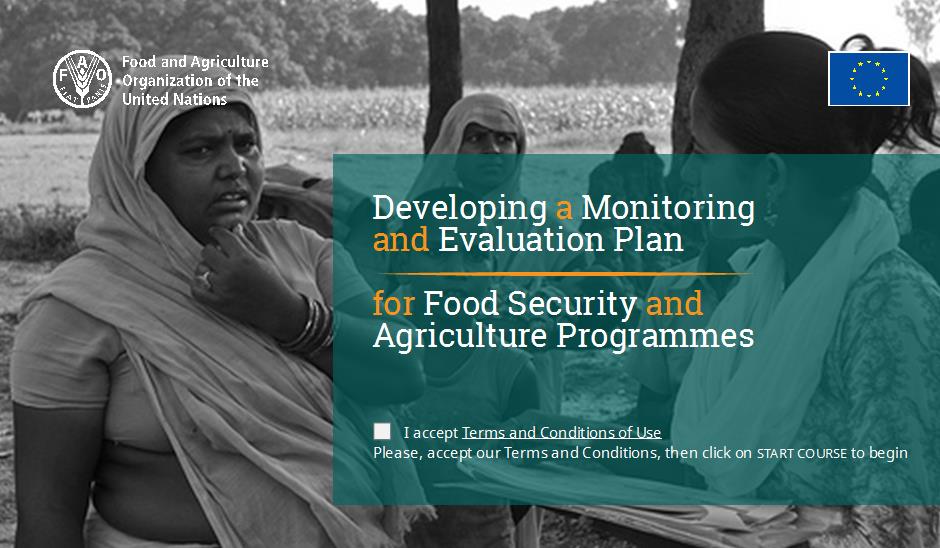 Food and Agriculture
Organization of the
United Nations
F A O
FIAT PANIS
Developing a Monitoring
and Evaluation Plan
for Food Security and
Agriculture Programmes
I accept Terms and Conditions of Use
Please, accept our Terms and Conditions, then click on START COURSE to begin